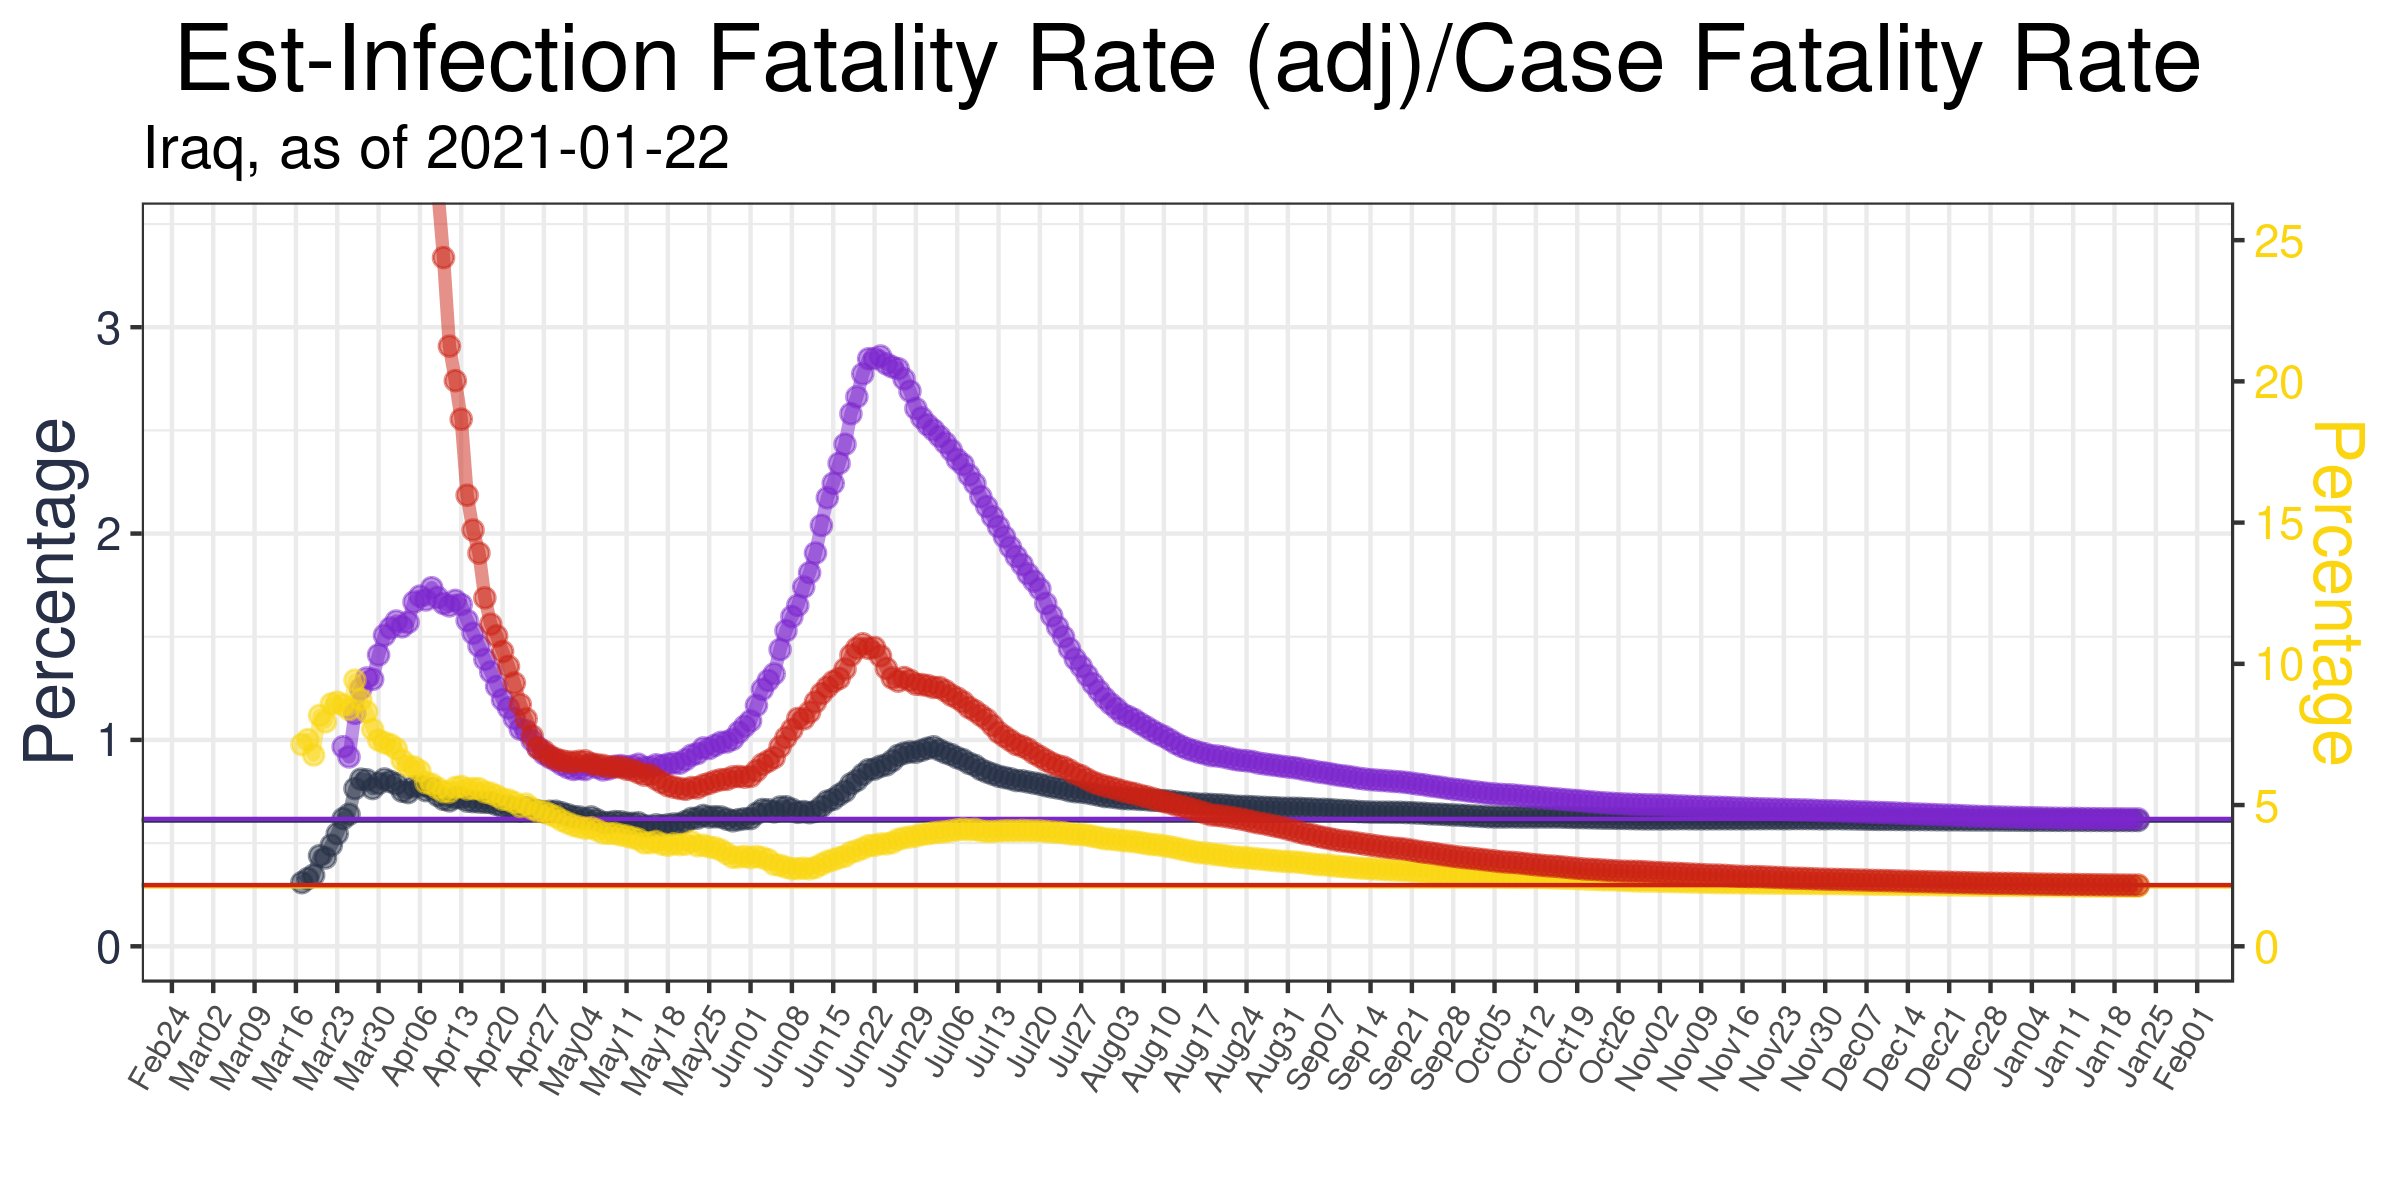 Est-Infection Fatality Rate (adj)/Case Fatality Rate
Iraq, as of 2021-01-22
Percentage
3
2
1
0
25
20
15
10
5
0
Percentage
Feb24
Mar02
Mar09
Mar16
Mar23
Mar30
Apr06
Apr13
Apr20
Apr27
May04
May11
May18
May25
Jun01
Jun08
Jun15
Jun22
Jun29
Jul06
Jul13
Jul20
Jul27
Aug03
Aug10
Aug17
Aug24
Aug31
Sep07
Sep14
Sep21
Sep28
Oct05
Oct12
Oct19
Oct26
Nov02
Nov09
Nov16
Nov23
Nov30
Dec07
Dec14
Dec21
Dec28
Jan04
Jan11
Jan18
Jan25
Feb01